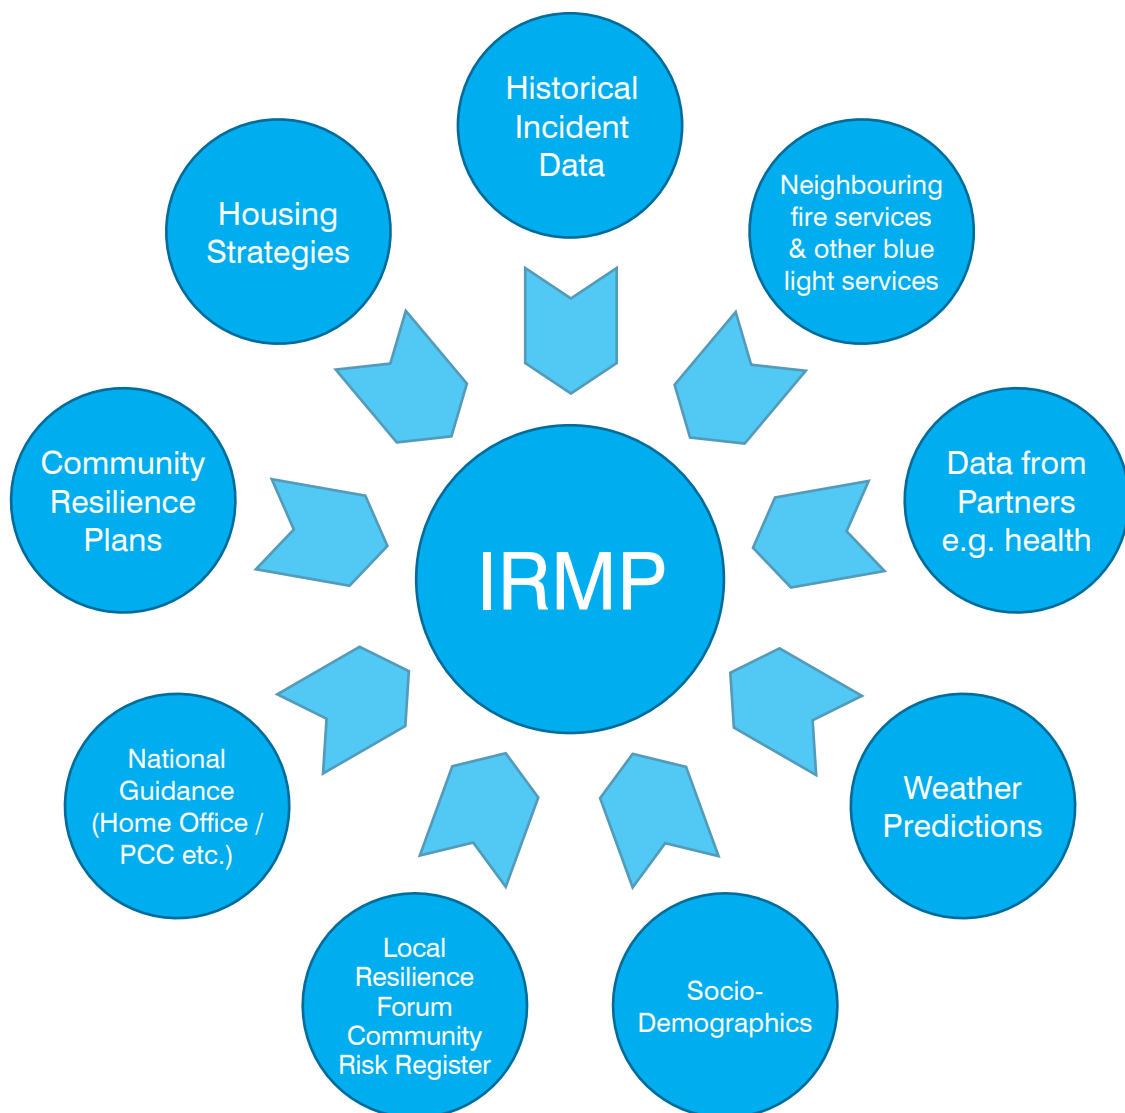 Historical
Incident
Data
Neighbouring
fire services
& other blue
light services
Data from
Partners
e.g. health
Weather
Predictions
Socio-
Demographics
Local
Resilience
Forum
Community
Risk Register
National
Guidance
(Home Office /
PCC etc.)
Community
Resilience
Plans
Housing
Strategies
IRMP